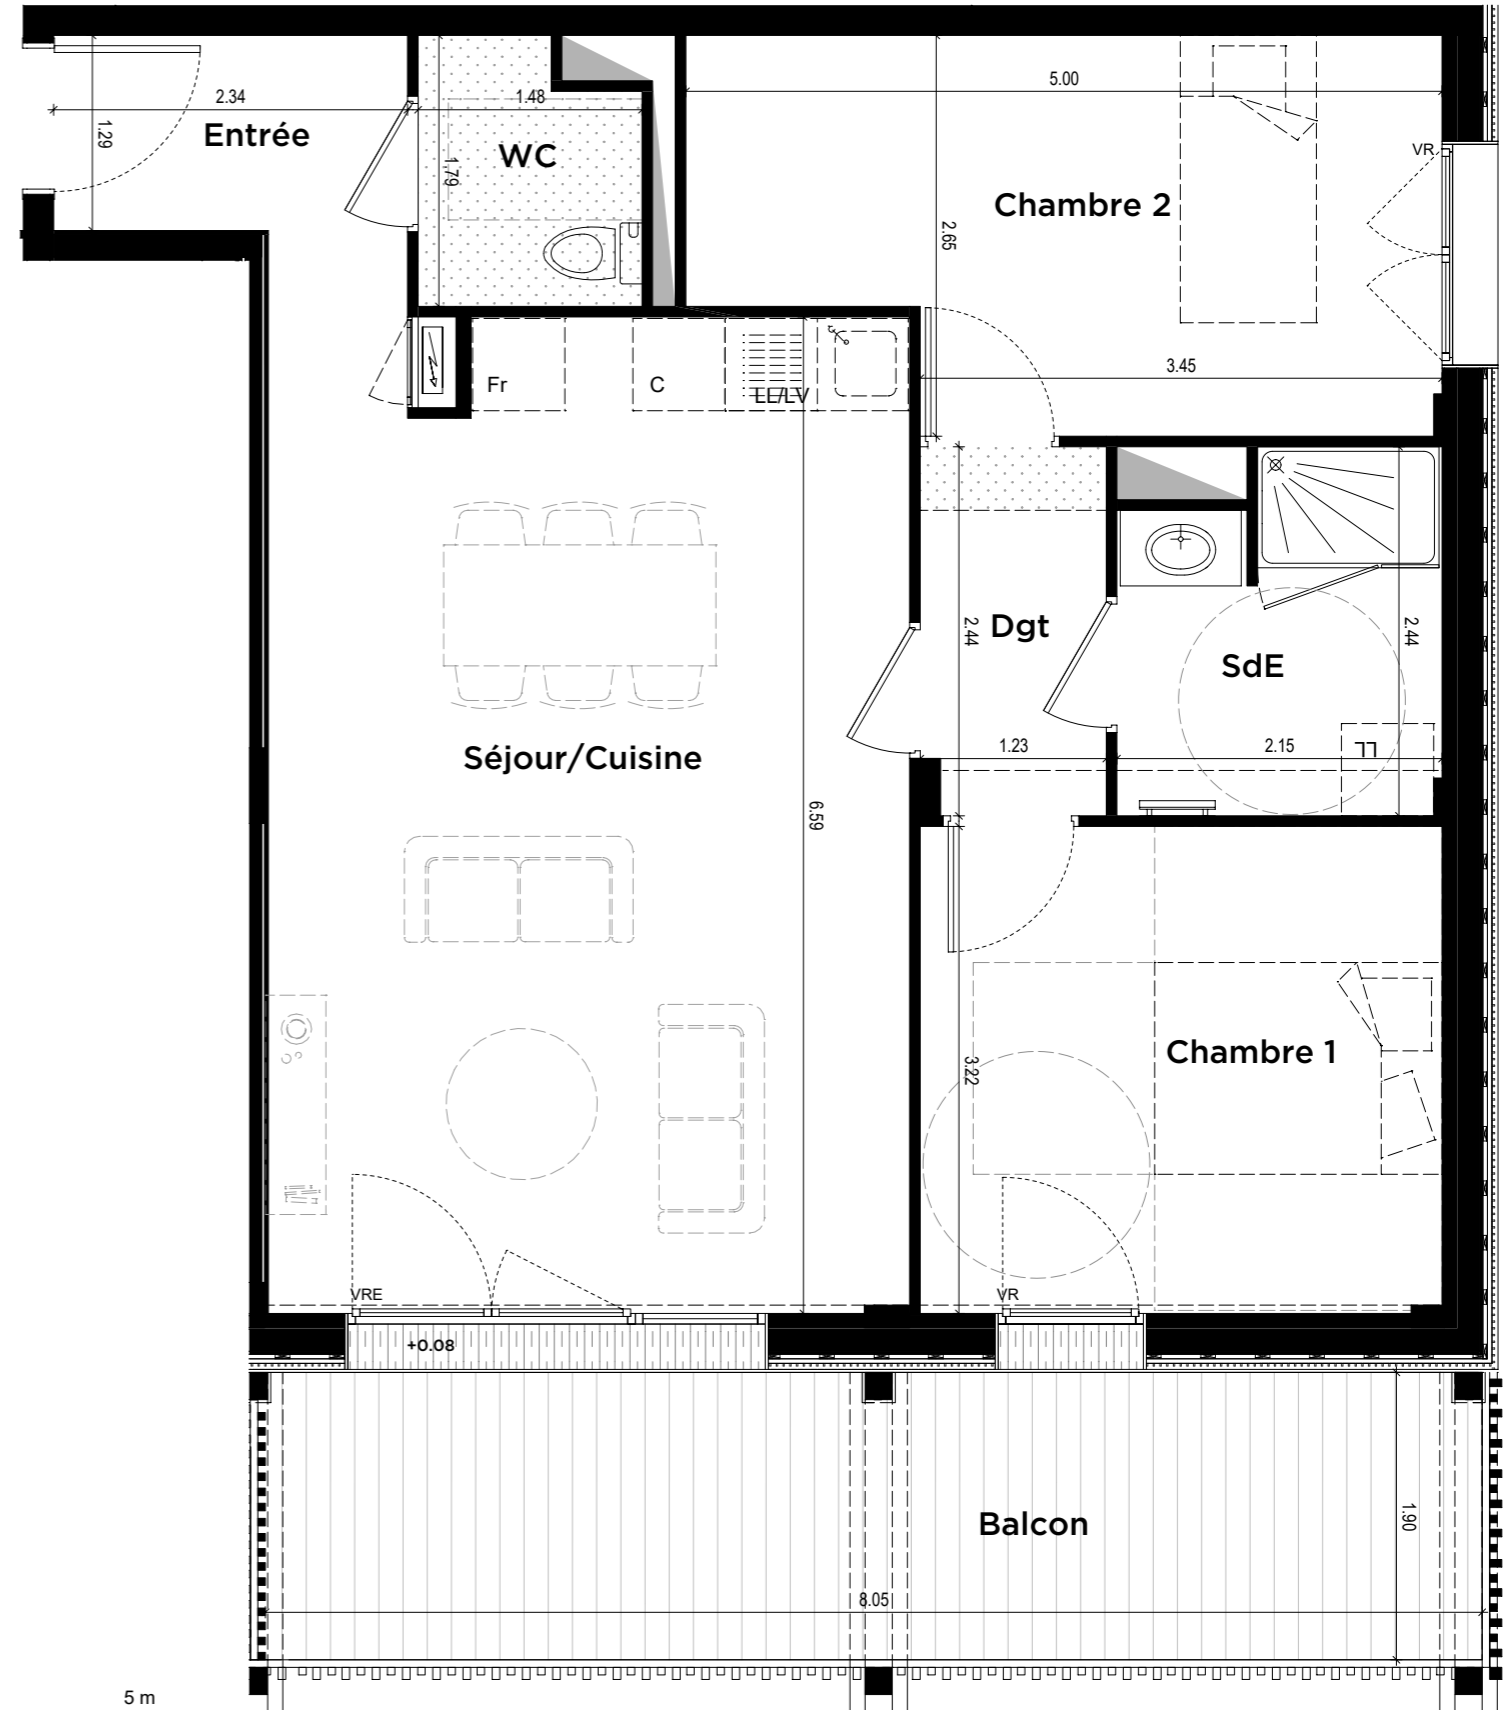 5.00
2.34
1.48
1.29
Entrée
WC
VR
1.79
Chambre 2
2.65
3.45
Fr
C
LL/LV
2.44
Dgt
2.44
SdE
1.23
2.15
LL
Séjour/Cuisine
6.59
Chambre 1
3.22
VRE
VR
+0.08
Balcon
1.90
8.05
5 m